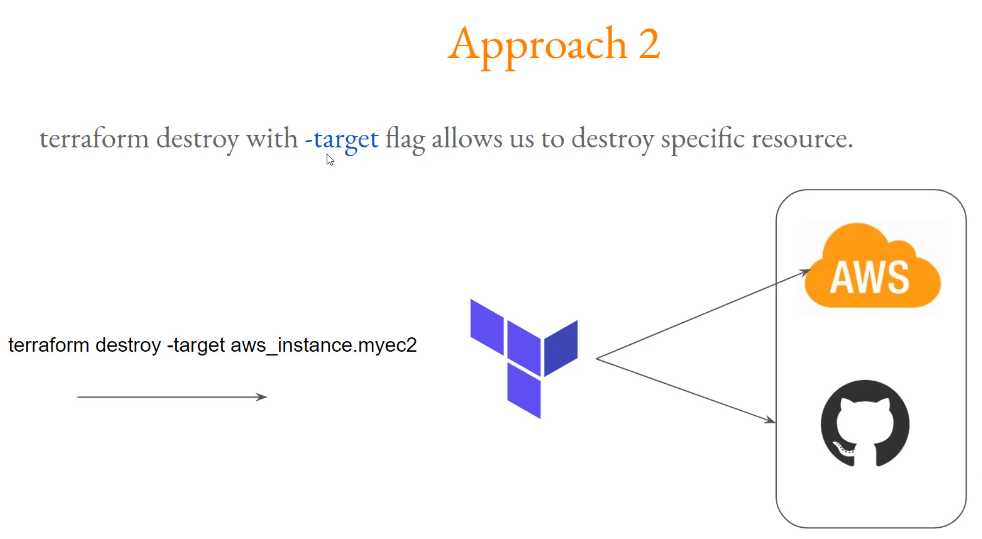 Approach 2
terraform destroy with -target flag allows us to destroy specific resource.
AWS
terraform destroy -target aws_instance.myec2